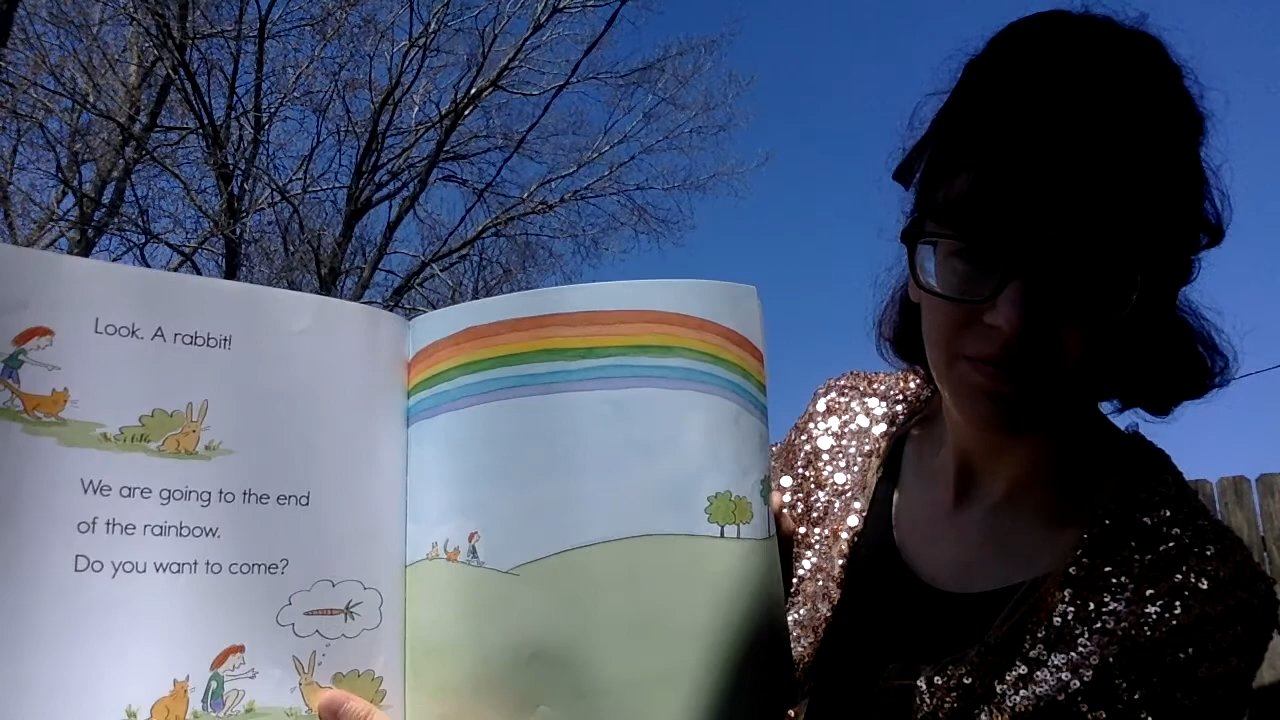 Look. A rabbit!
We are going to the end
of the rainbow.
Do you want to come?